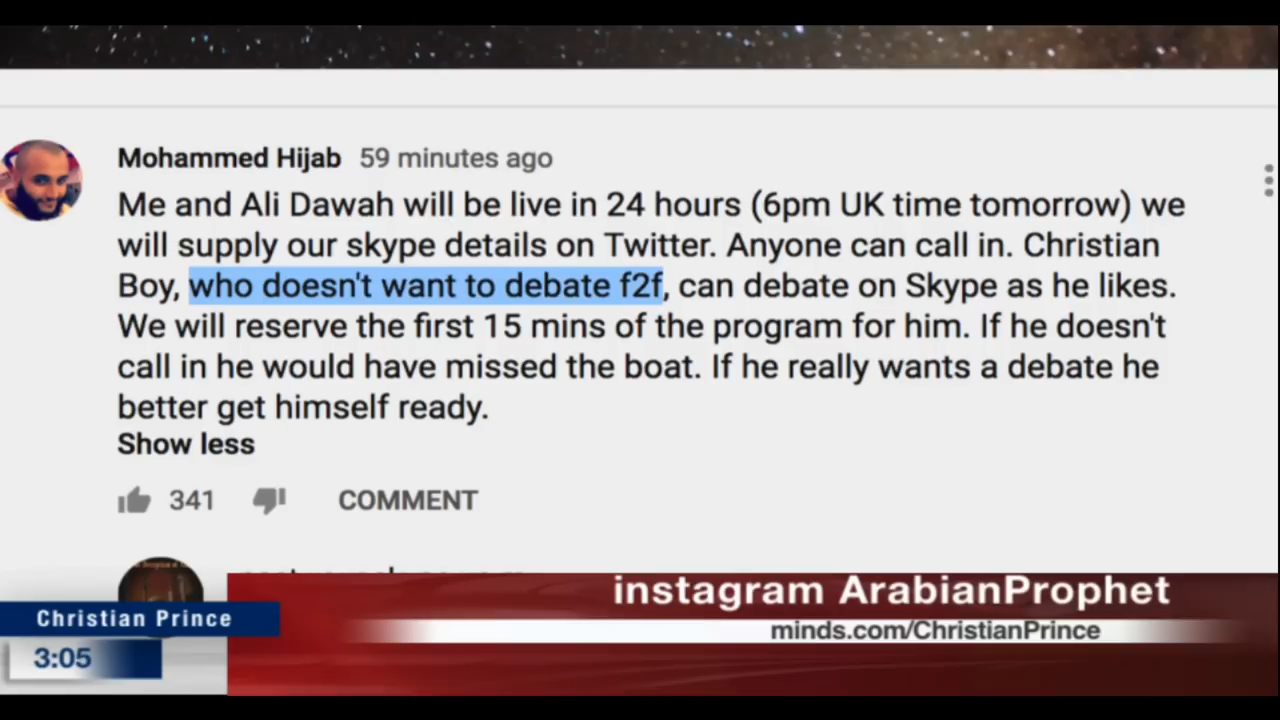 Mohammed Hijab 59 minutes ago
Me and Ali Dawah will be live in 24 hours (6pm UK time tomorrow) we
will supply our skype details on Twitter. Anyone can call in. Christian
Boy, who doesn't want to debate f2f, can debate on Skype as he likes.
We will reserve the first 15 mins of the program for him. If he doesn't
call in he would have missed the boat. If he really wants a debate he
better get himself ready.
Show less
341 COMMENT
instagram ArabianProphet
Christian Prince
minds.com/ChristianPrince
3:05